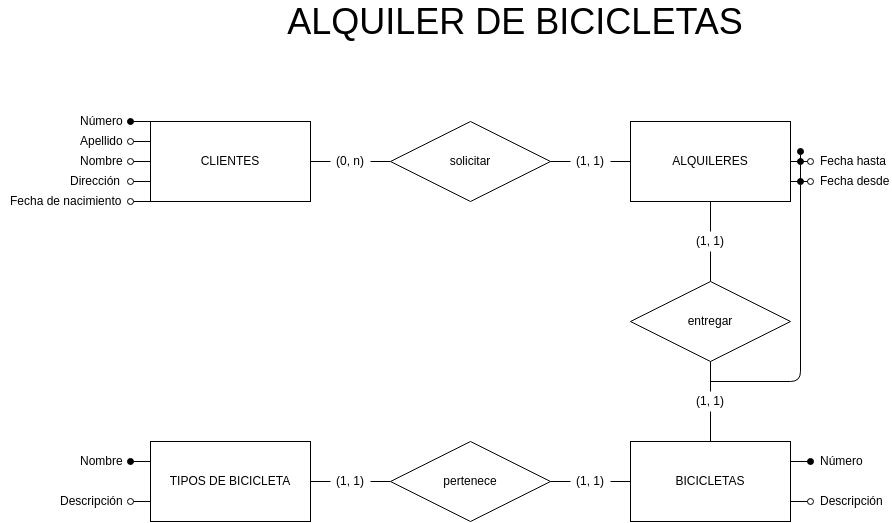 ALQUILER DE BICICLETAS
Número
Apellido
Nombre
Dirección
Fecha de nacimiento
CLIENTES
(0, n)
solicitar
(1, 1)
ALQUILERES
Fecha hasta
Fecha desde
(1, 1)
entregar
(1, 1)
Nombre
Descripción
TIPOS DE BICICLETA
(1, 1)
pertenece
(1, 1)
BICICLETAS
Número
Descripción